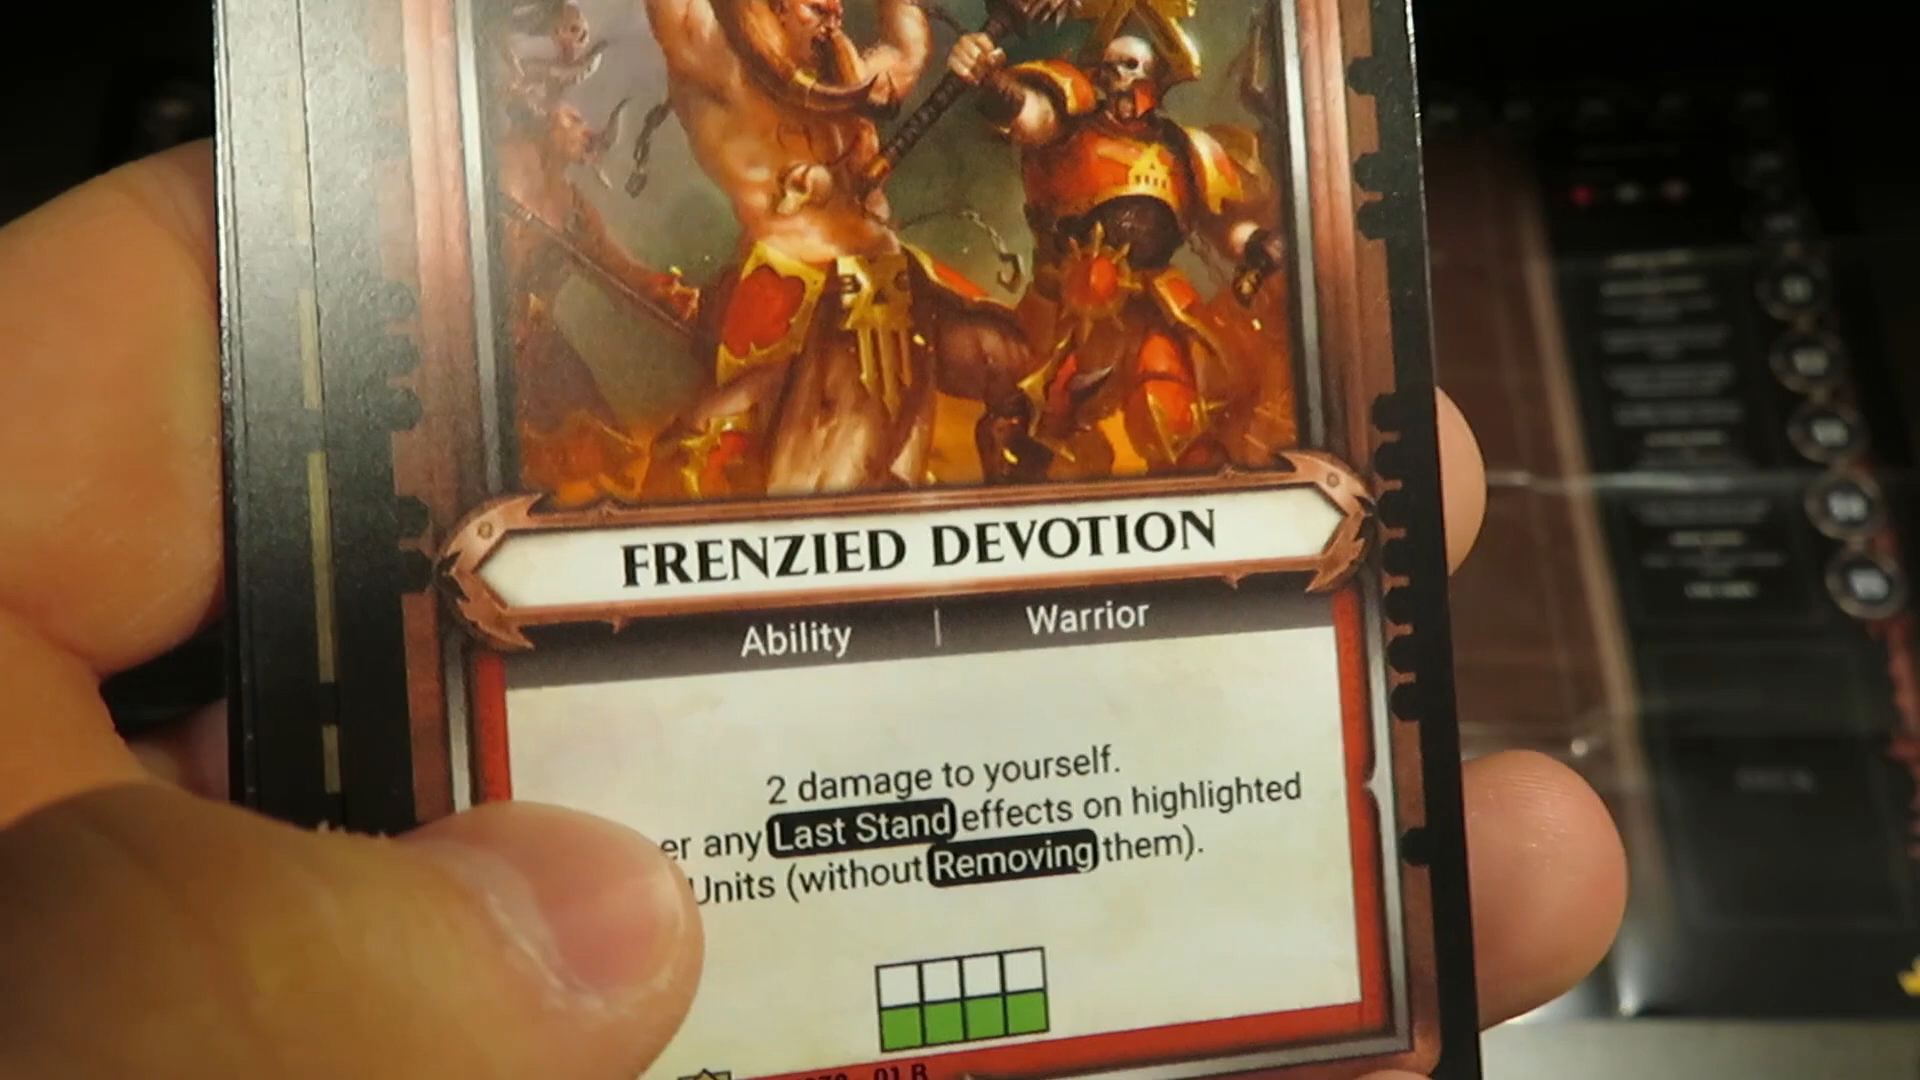 FRENZIED DEVOTION
Ability | Warrior
2 damage to yourself.
er any Last Stand effects on highlighted
Units (without Removing them).
01 R